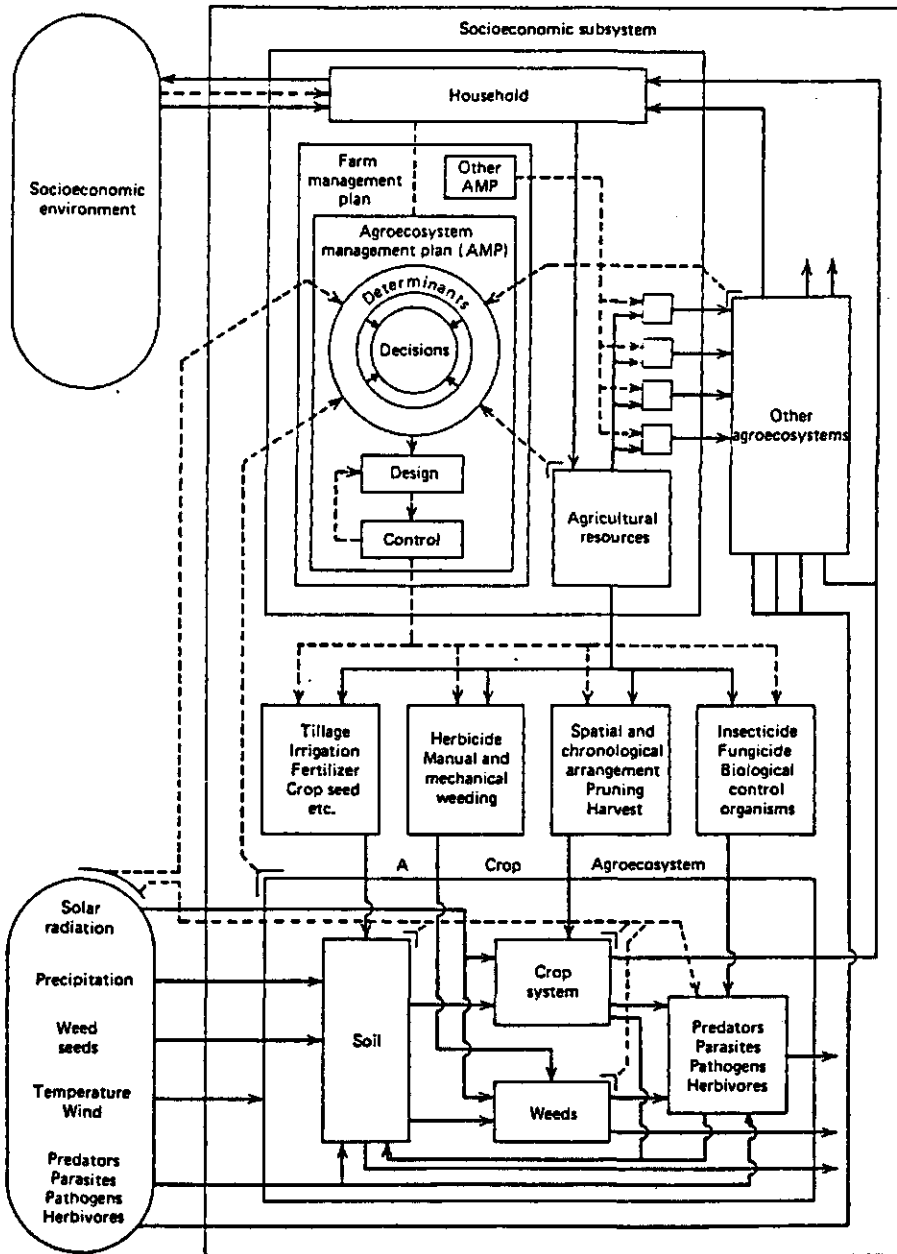 Socioeconomic subsystem
Household
Socioeconomic
environment
Farm
management
plan
Other
AMP
Agroecosystem
management plan (AMP)
Determinants
Decisions
Design
Control
Agricultural
resources
Other
agroecosystems
Tillage
Irrigation
Fertilizer
Crop seed
etc.
Herbicide
Manual and
mechanical
weeding
Spatial and
chronological
arrangement
Pruning
Harvest
Insecticide
Fungicide
Biological
control
organisms
A Crop Agroecosystem
Solar
radiation
Precipitation
Weed
seeds
Temperature
Wind
Predators
Parasites
Pathogens
Herbivores
Soil
Crop
system
Weeds
Predators
Parasites
Pathogens
Herbivores